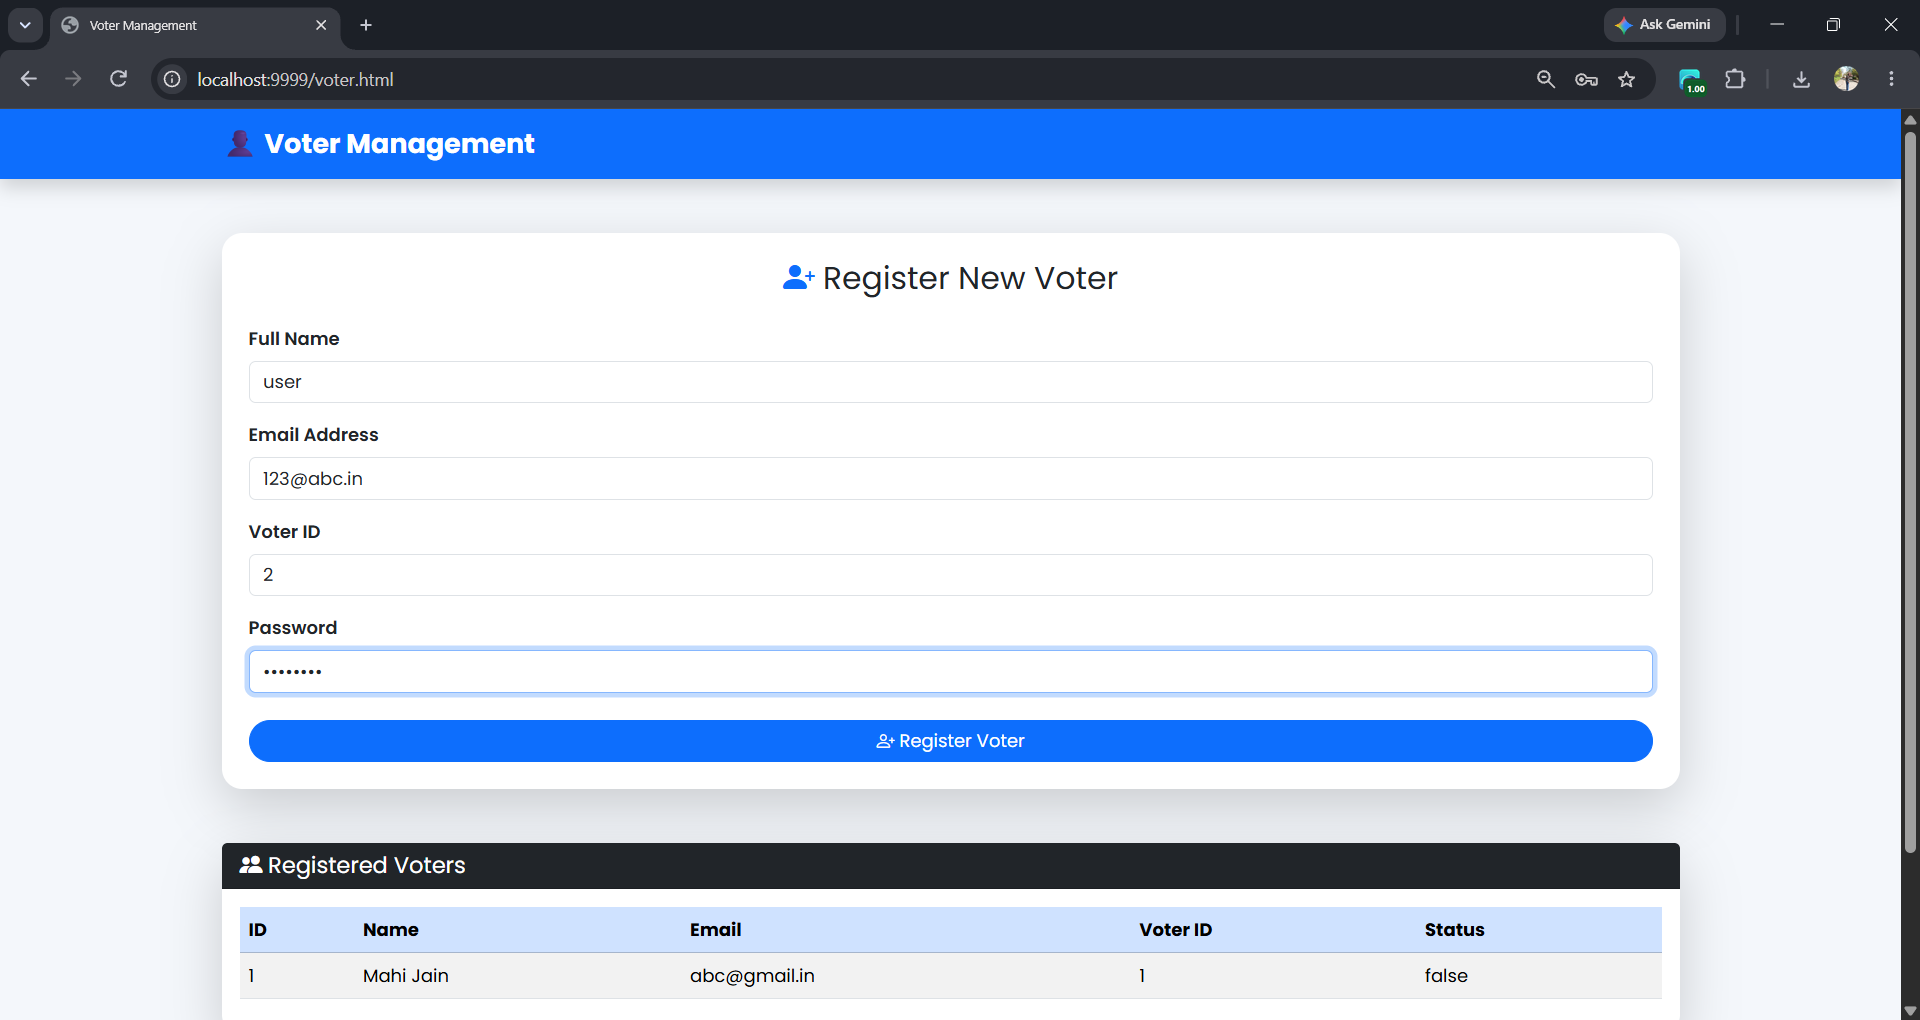 Voter Management
Ask Gemini
localhost:9999/voter.html
1.00
Voter Management
Register New Voter
Full Name
user
Email Address
123@abc.in
Voter ID
2
Password
••••••••
Register Voter
Registered Voters
ID Name Email Voter ID Status
1 Mahi Jain abc@gmail.in 1 false